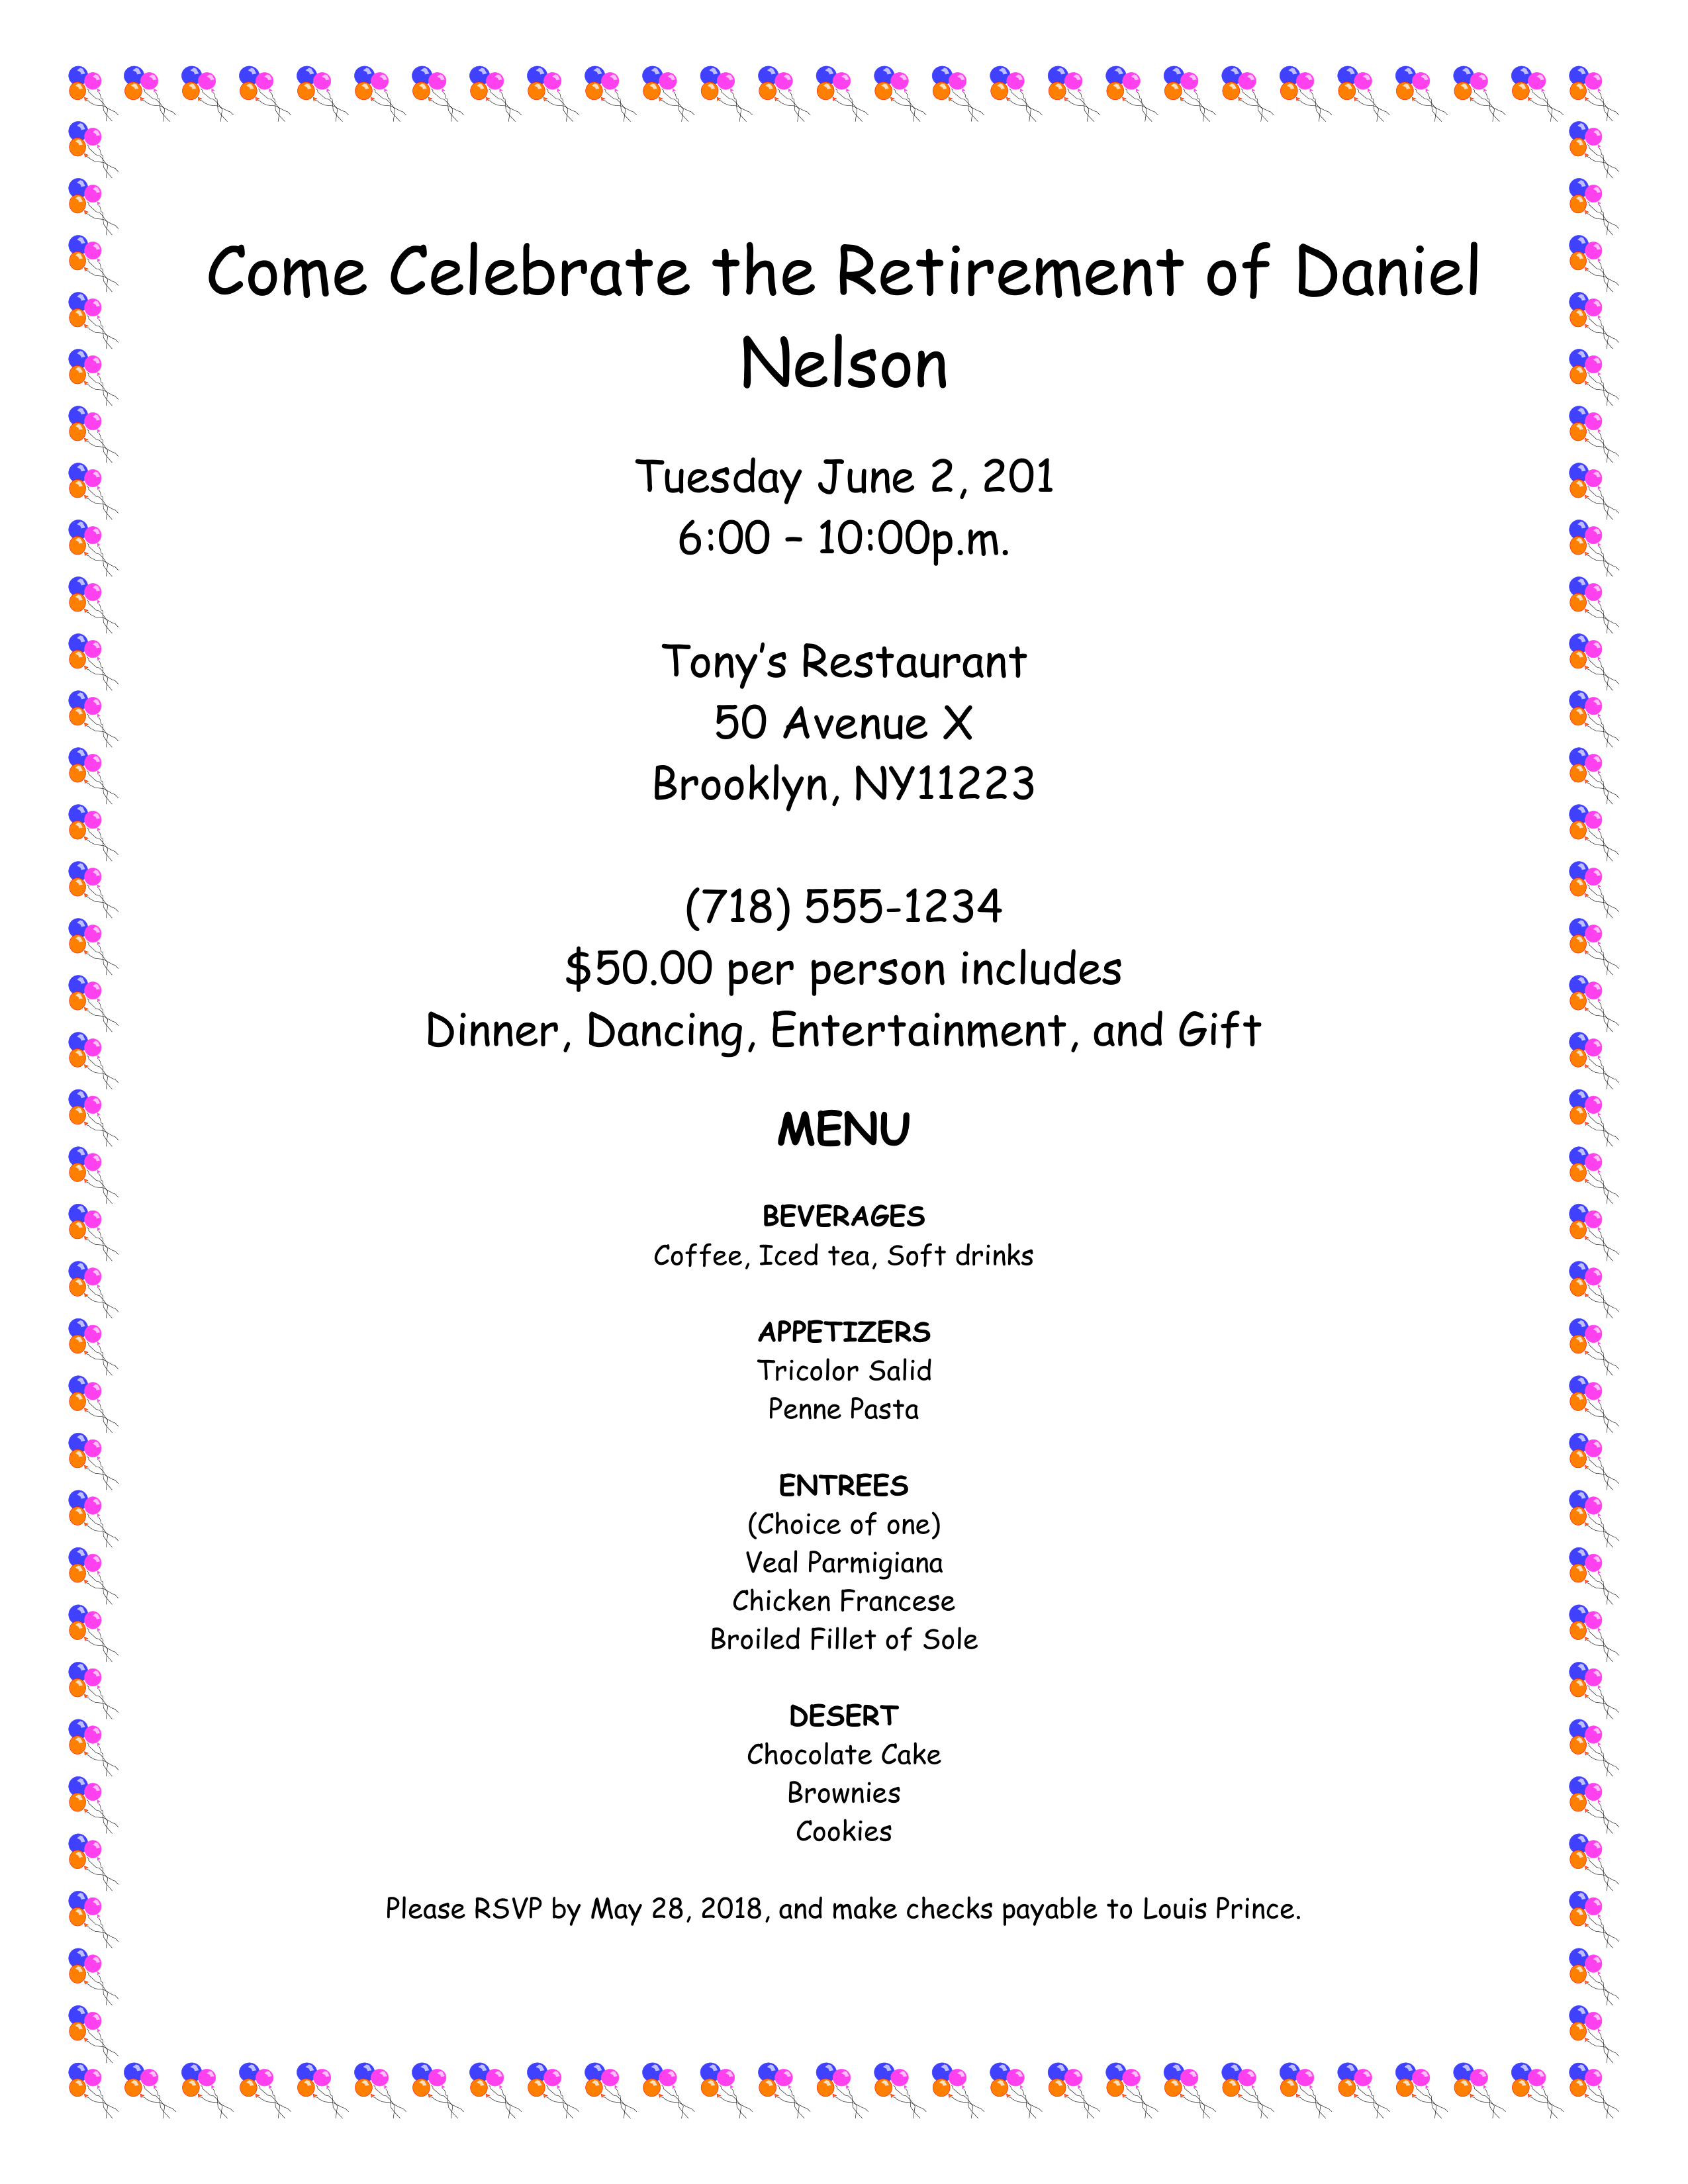 Come Celebrate the Retirement of Daniel
Nelson
Tuesday June 2, 201
6:00 – 10:00p.m.
Tony’s Restaurant
50 Avenue X
Brooklyn, NY11223
(718) 555-1234
$50.00 per person includes
Dinner, Dancing, Entertainment, and Gift
MENU
BEVERAGES
Coffee, Iced tea, Soft drinks
APPETIZERS
Tricolor Salid
Penne Pasta
ENTREES
(Choice of one)
Veal Parmigiana
Chicken Francese
Broiled Fillet of Sole
DESERT
Chocolate Cake
Brownies
Cookies
Please RSVP by May 28, 2018, and make checks payable to Louis Prince.